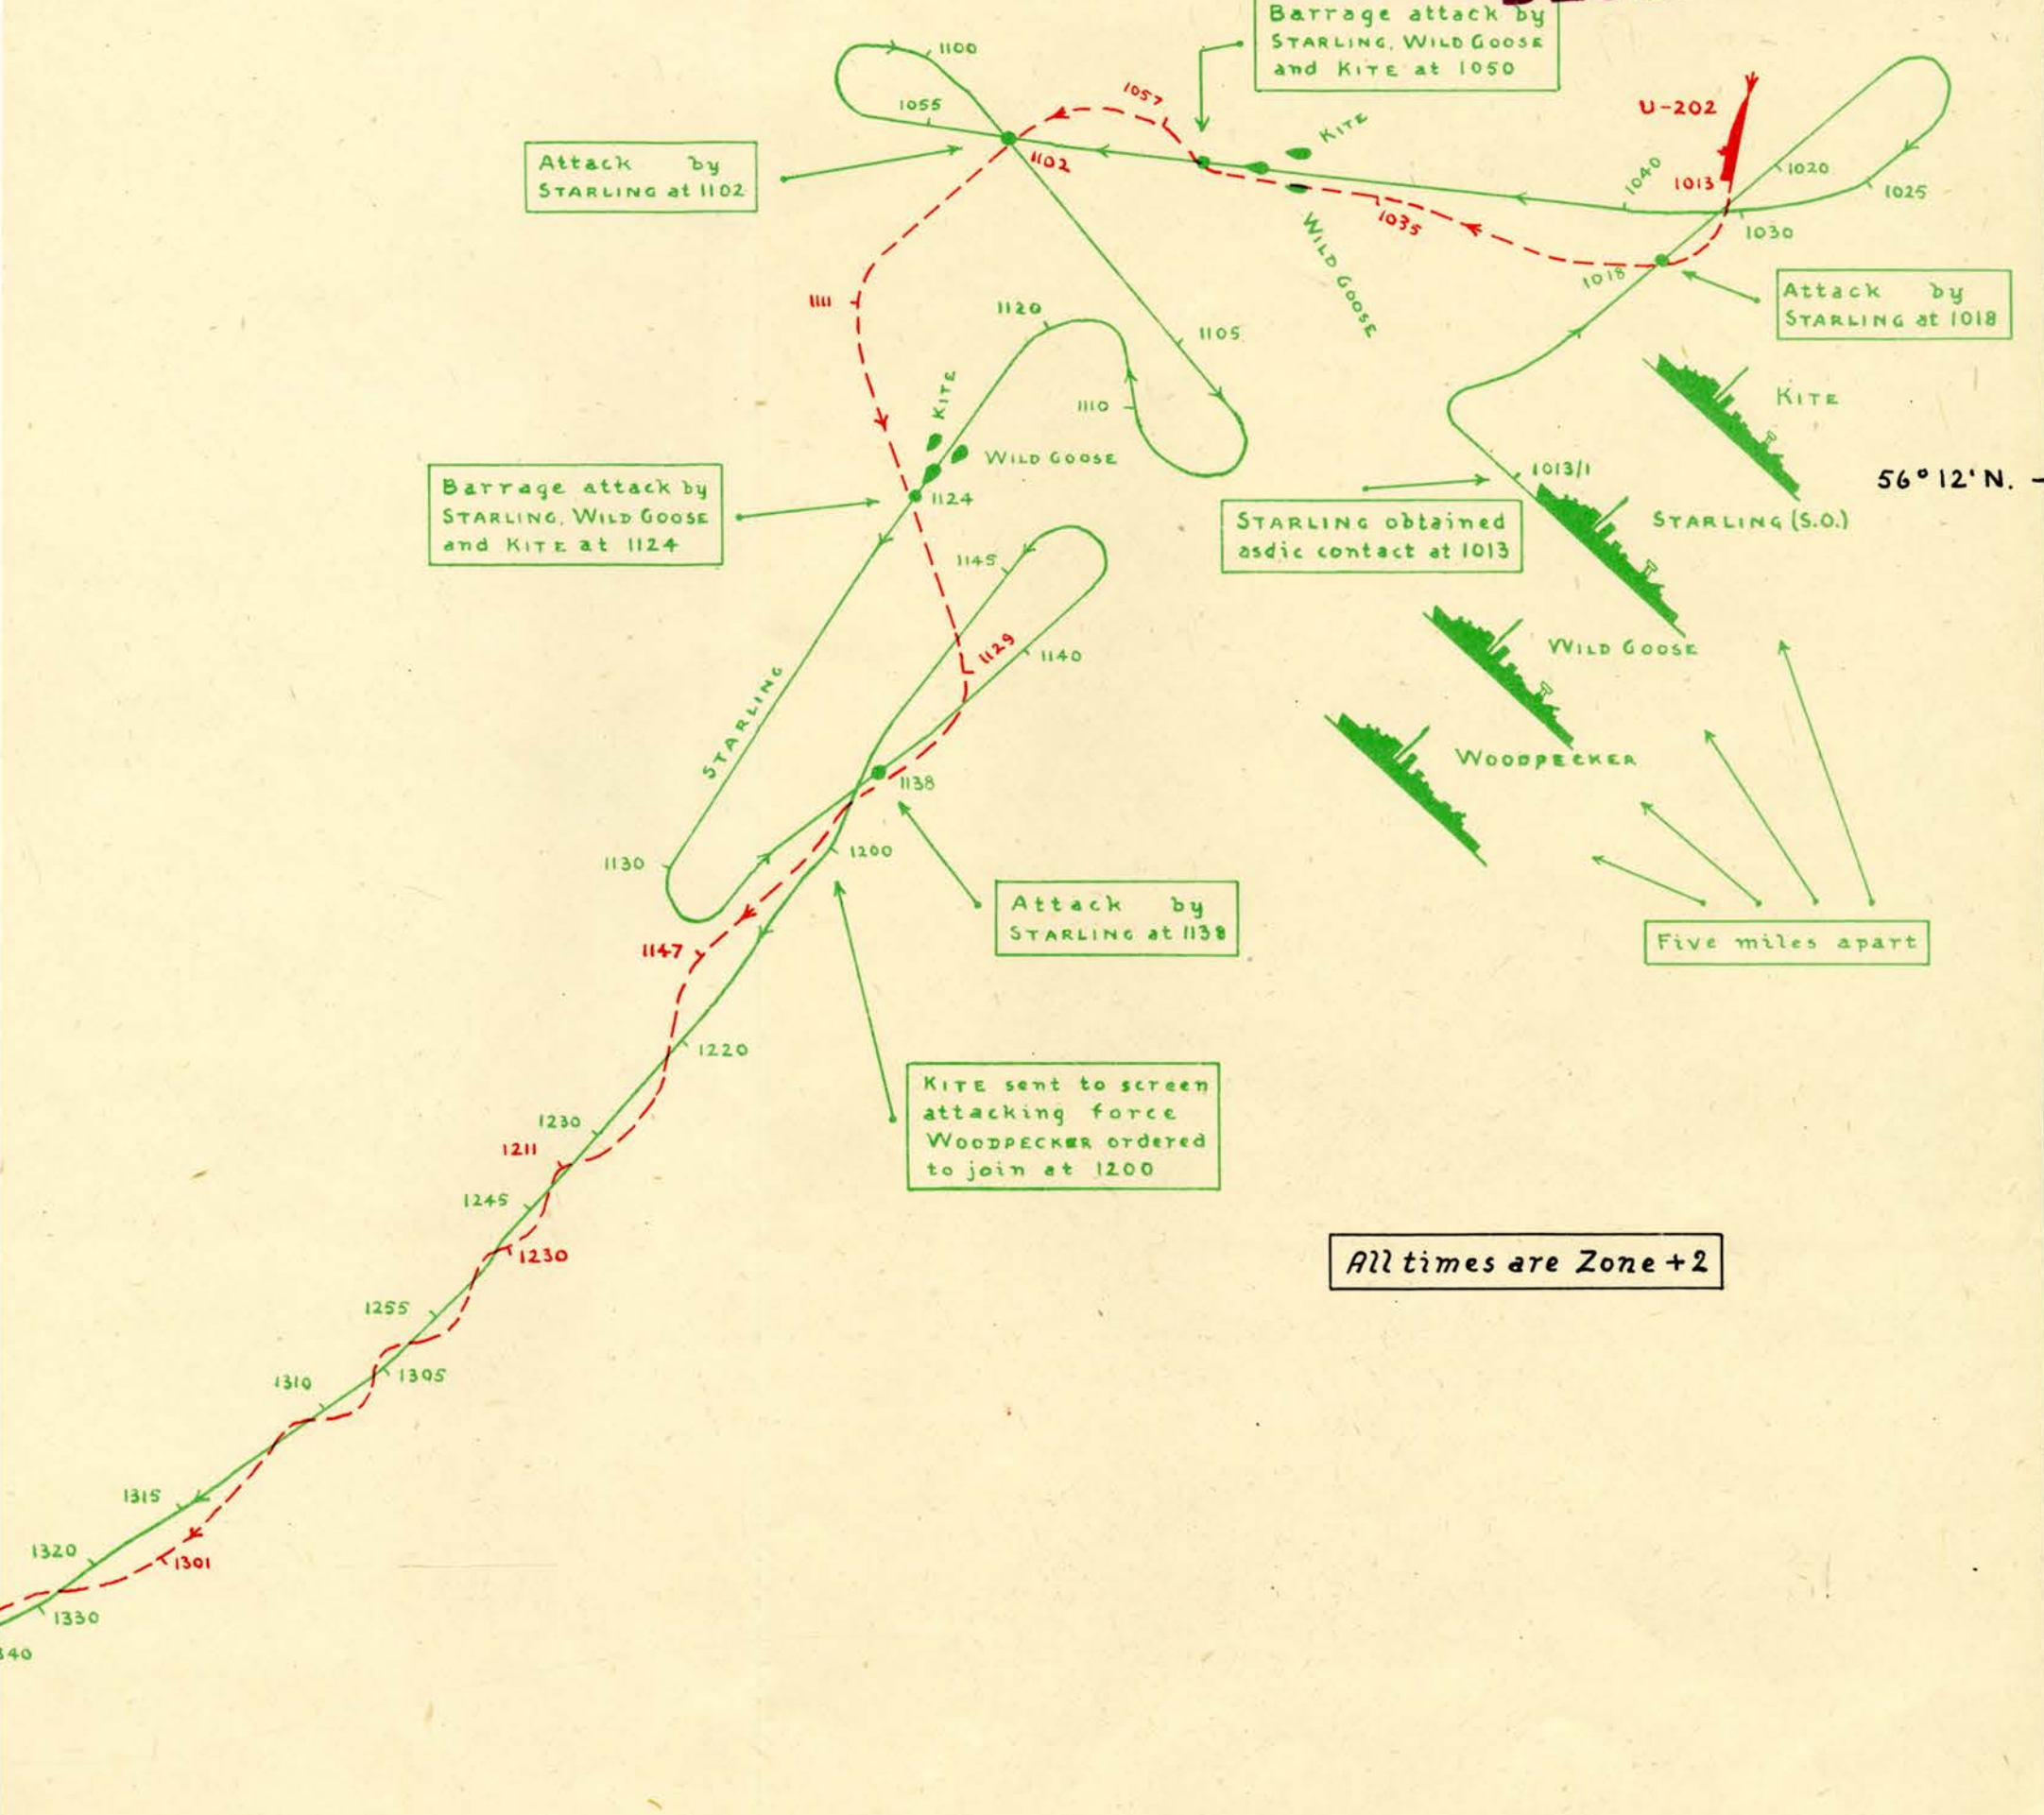 Barrage attack by
STARLING, WILD GOOSE
and KITE at 1050
1100
1055
1057
KITE
U-202
1102
1040
1013
1020
1025
Attack by
STARLING at 1102
1035
WILD GOOSE
1030
1018
Attack by
STARLING at 1018
1111
1120
1105
1110
KITE
KITE
WILD GOOSE
1013/1
56° 12' N.
Barrage attack by
STARLING, WILD GOOSE
and KITE at 1124
1124
STARLING obtained
asdic contact at 1013
STARLING (S.O.)
1145
1129
1140
WILD GOOSE
STARLING
WOODPECKER
1138
1130
1200
Attack by
STARLING at 1138
Five miles apart
1147
1220
KITE sent to screen
attacking force
WOODPECKER ordered
to join at 1200
1230
1211
1245
1230
All times are Zone +2
1255
1305
1310
1315
1320
1301
1330
340